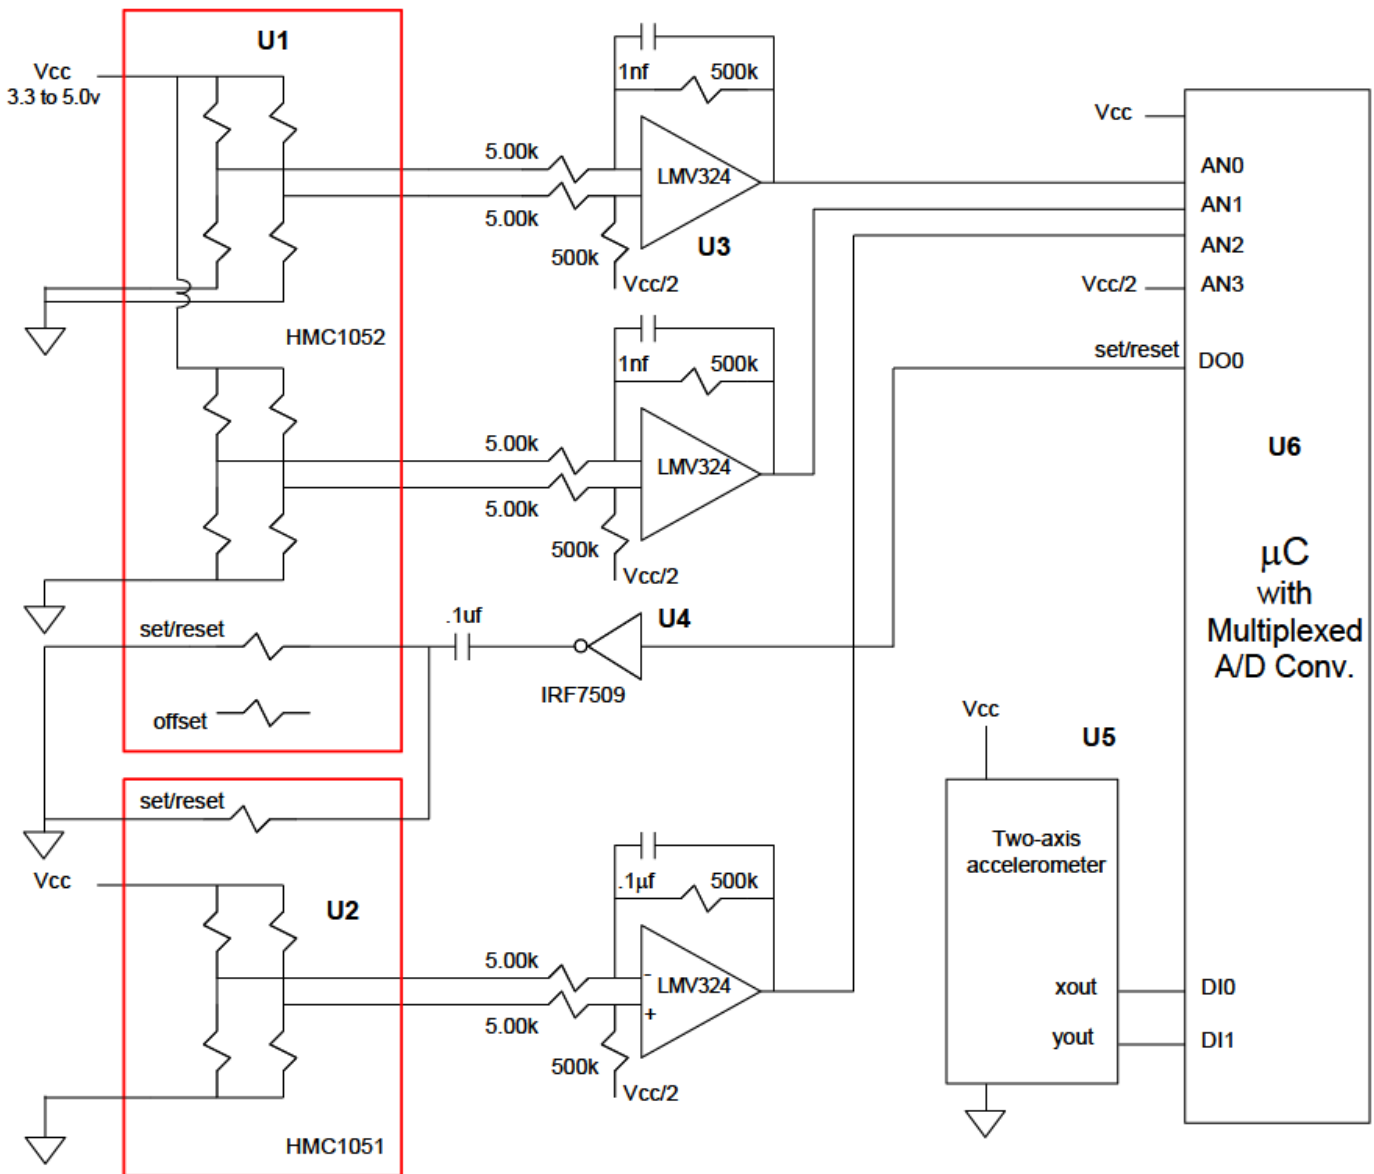 U1
Vcc
3.3 to 5.0v
1nf
500k
Vcc
5.00k
LMV324
AN0
5.00k
AN1
U3
500k
AN2
Vcc/2
Vcc/2
AN3
HMC1052
1nf
500k
set/reset
DO0
5.00k
LMV324
U6
5.00k
500k
Vcc/2
µC
with
Multiplexed
A/D Conv.
set/reset
.1uf
U4
IRF7509
offset
Vcc
U5
set/reset
Two-axis
accelerometer
Vcc
.1µf
500k
U2
5.00k
-
LMV324
+
5.00k
xout
DI0
yout
DI1
500k
Vcc/2
HMC1051